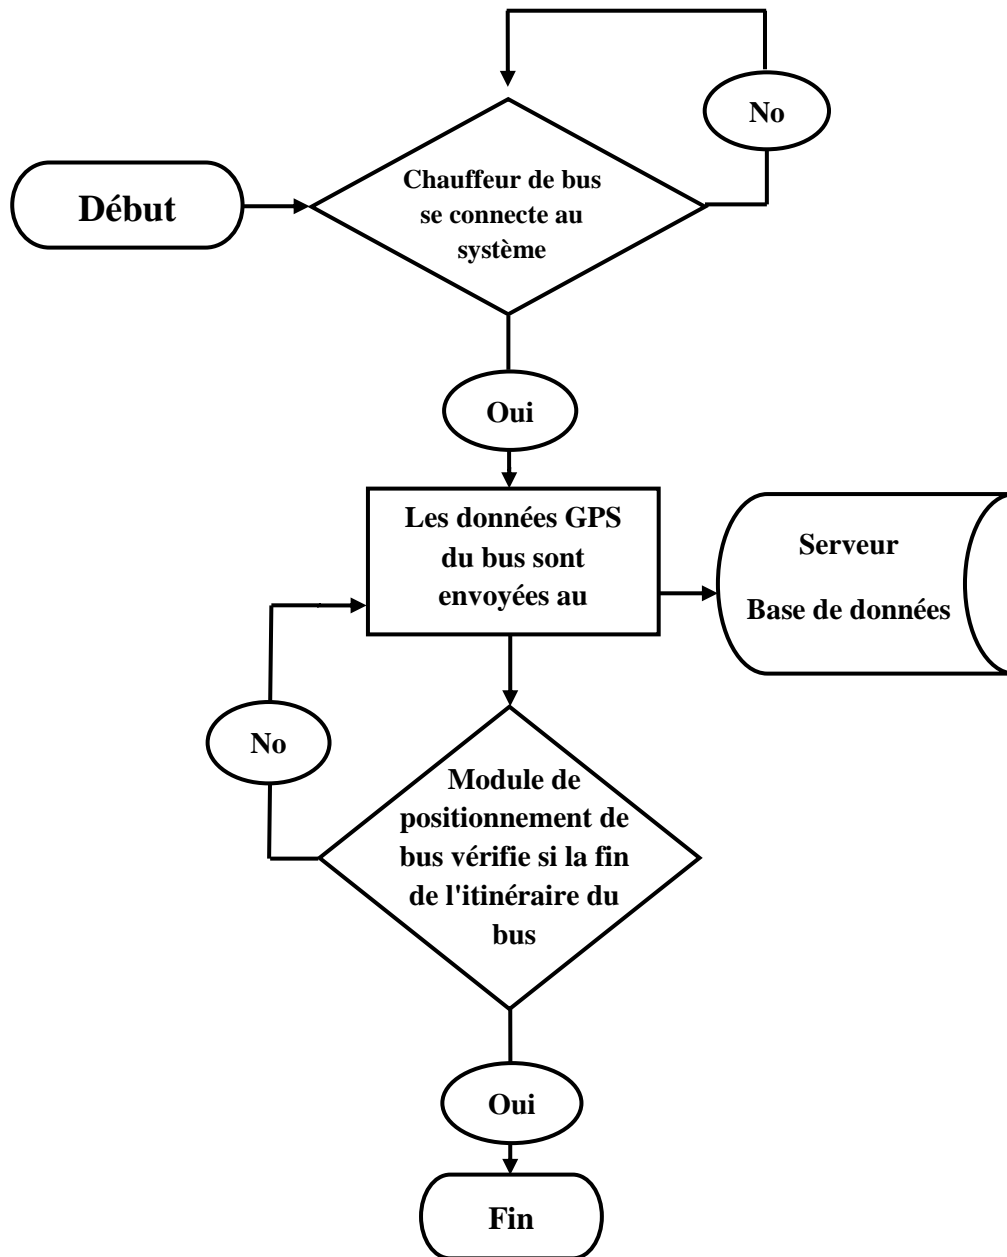 No
Chauffeur de bus
se connecte au
système
Début
Oui
Les données GPS
du bus sont
envoyées au
Serveur
Base de données
No
Module de
positionnement de
bus vérifie si la fin
de l'itinéraire du
bus
Oui
Fin